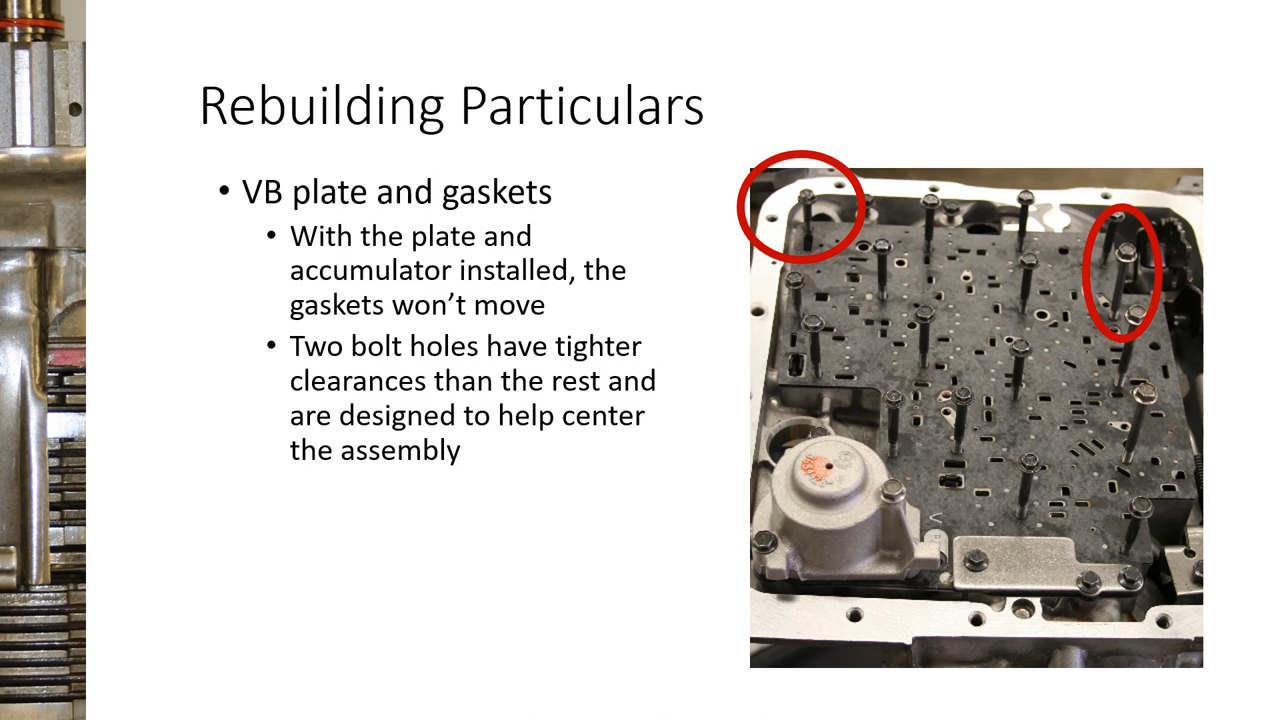 Rebuilding Particulars
• VB plate and gaskets
• With the plate and
accumulator installed, the
gaskets won’t move
• Two bolt holes have tighter
clearances than the rest and
are designed to help center
the assembly